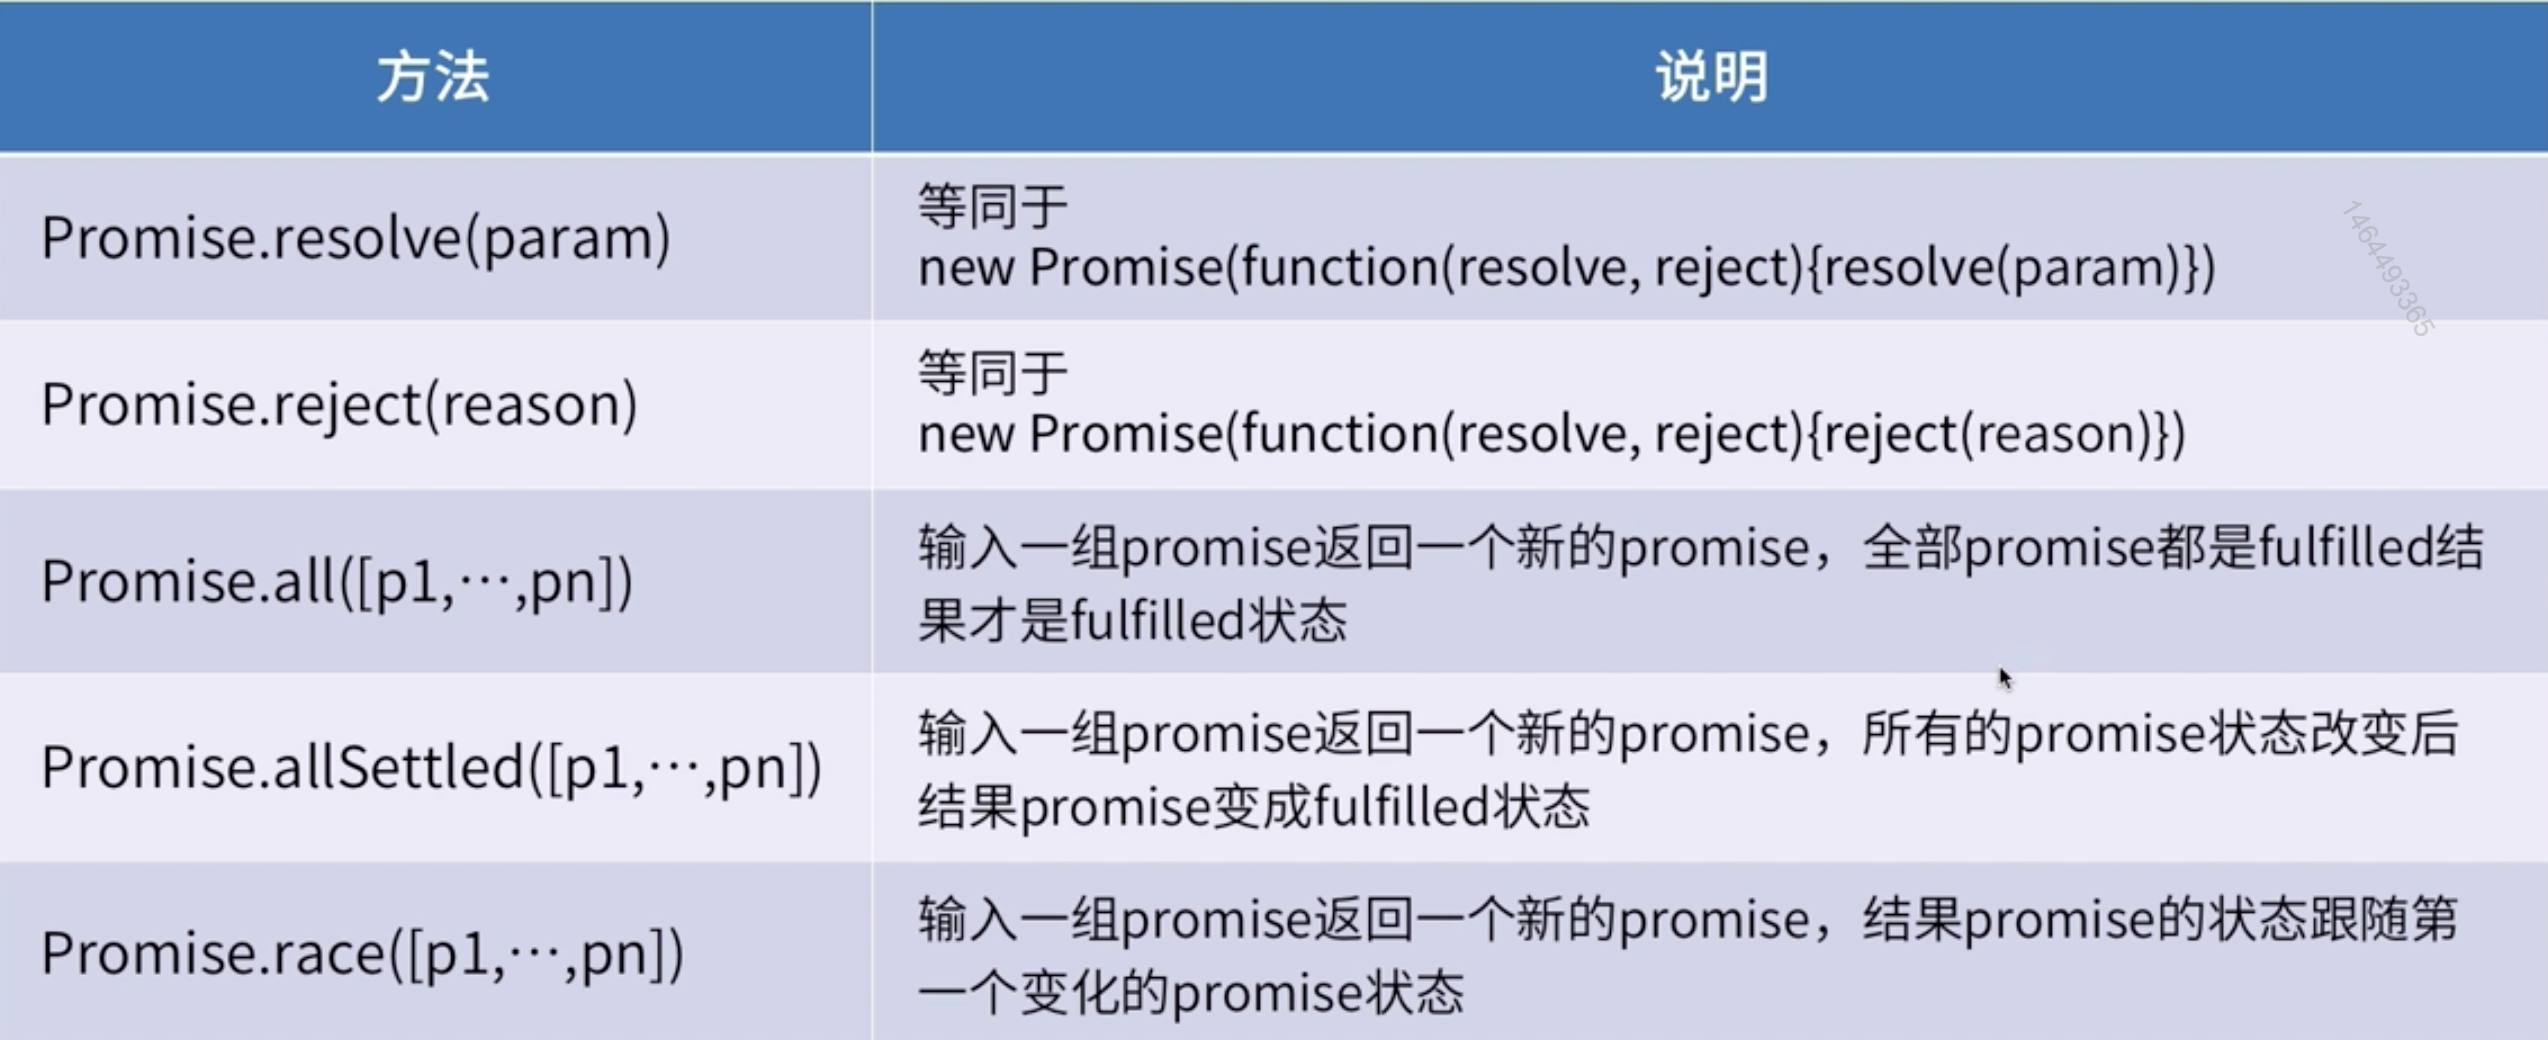 方法
说明
Promise.resolve(param)
等同于
new Promise(function(resolve, reject){resolve(param)})
1464493365
Promise.reject(reason)
等同于
new Promise(function(resolve, reject){reject(reason)})
Promise.all([p1,…,pn])
输入一组promise返回一个新的promise，全部promise都是fulfilled结
果才是fulfilled状态
Promise.allSettled([p1,…,pn])
输入一组promise返回一个新的promise，所有的promise状态改变后
结果promise变成fulfilled状态
Promise.race([p1,…,pn])
输入一组promise返回一个新的promise，结果promise的状态跟随第
一个变化的promise状态